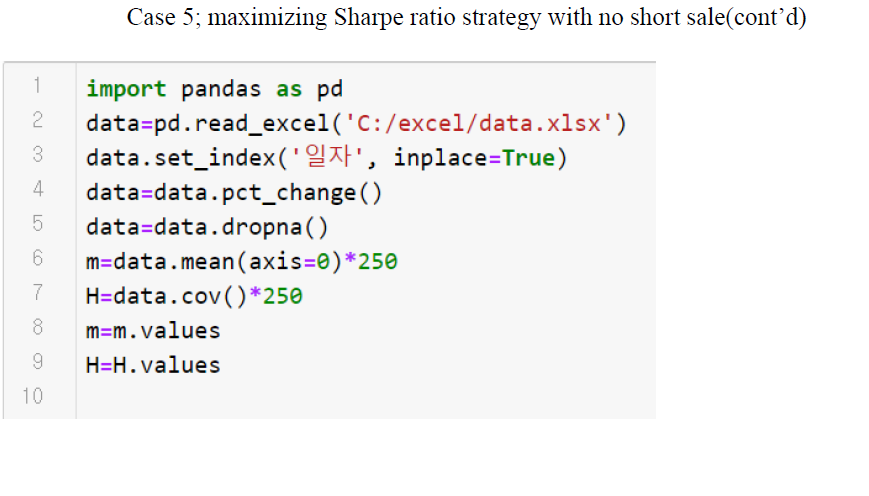 Case 5; maximizing Sharpe ratio strategy with no short sale(cont’d)
1 import pandas as pd
2 data=pd.read_excel('C:/excel/data.xlsx')
3 data.set_index('일자', inplace=True)
4 data=data.pct_change()
5 data=data.dropna()
6 m=data.mean(axis=0)*250
7 H=data.cov()*250
8 m=m.values
9 H=H.values
10